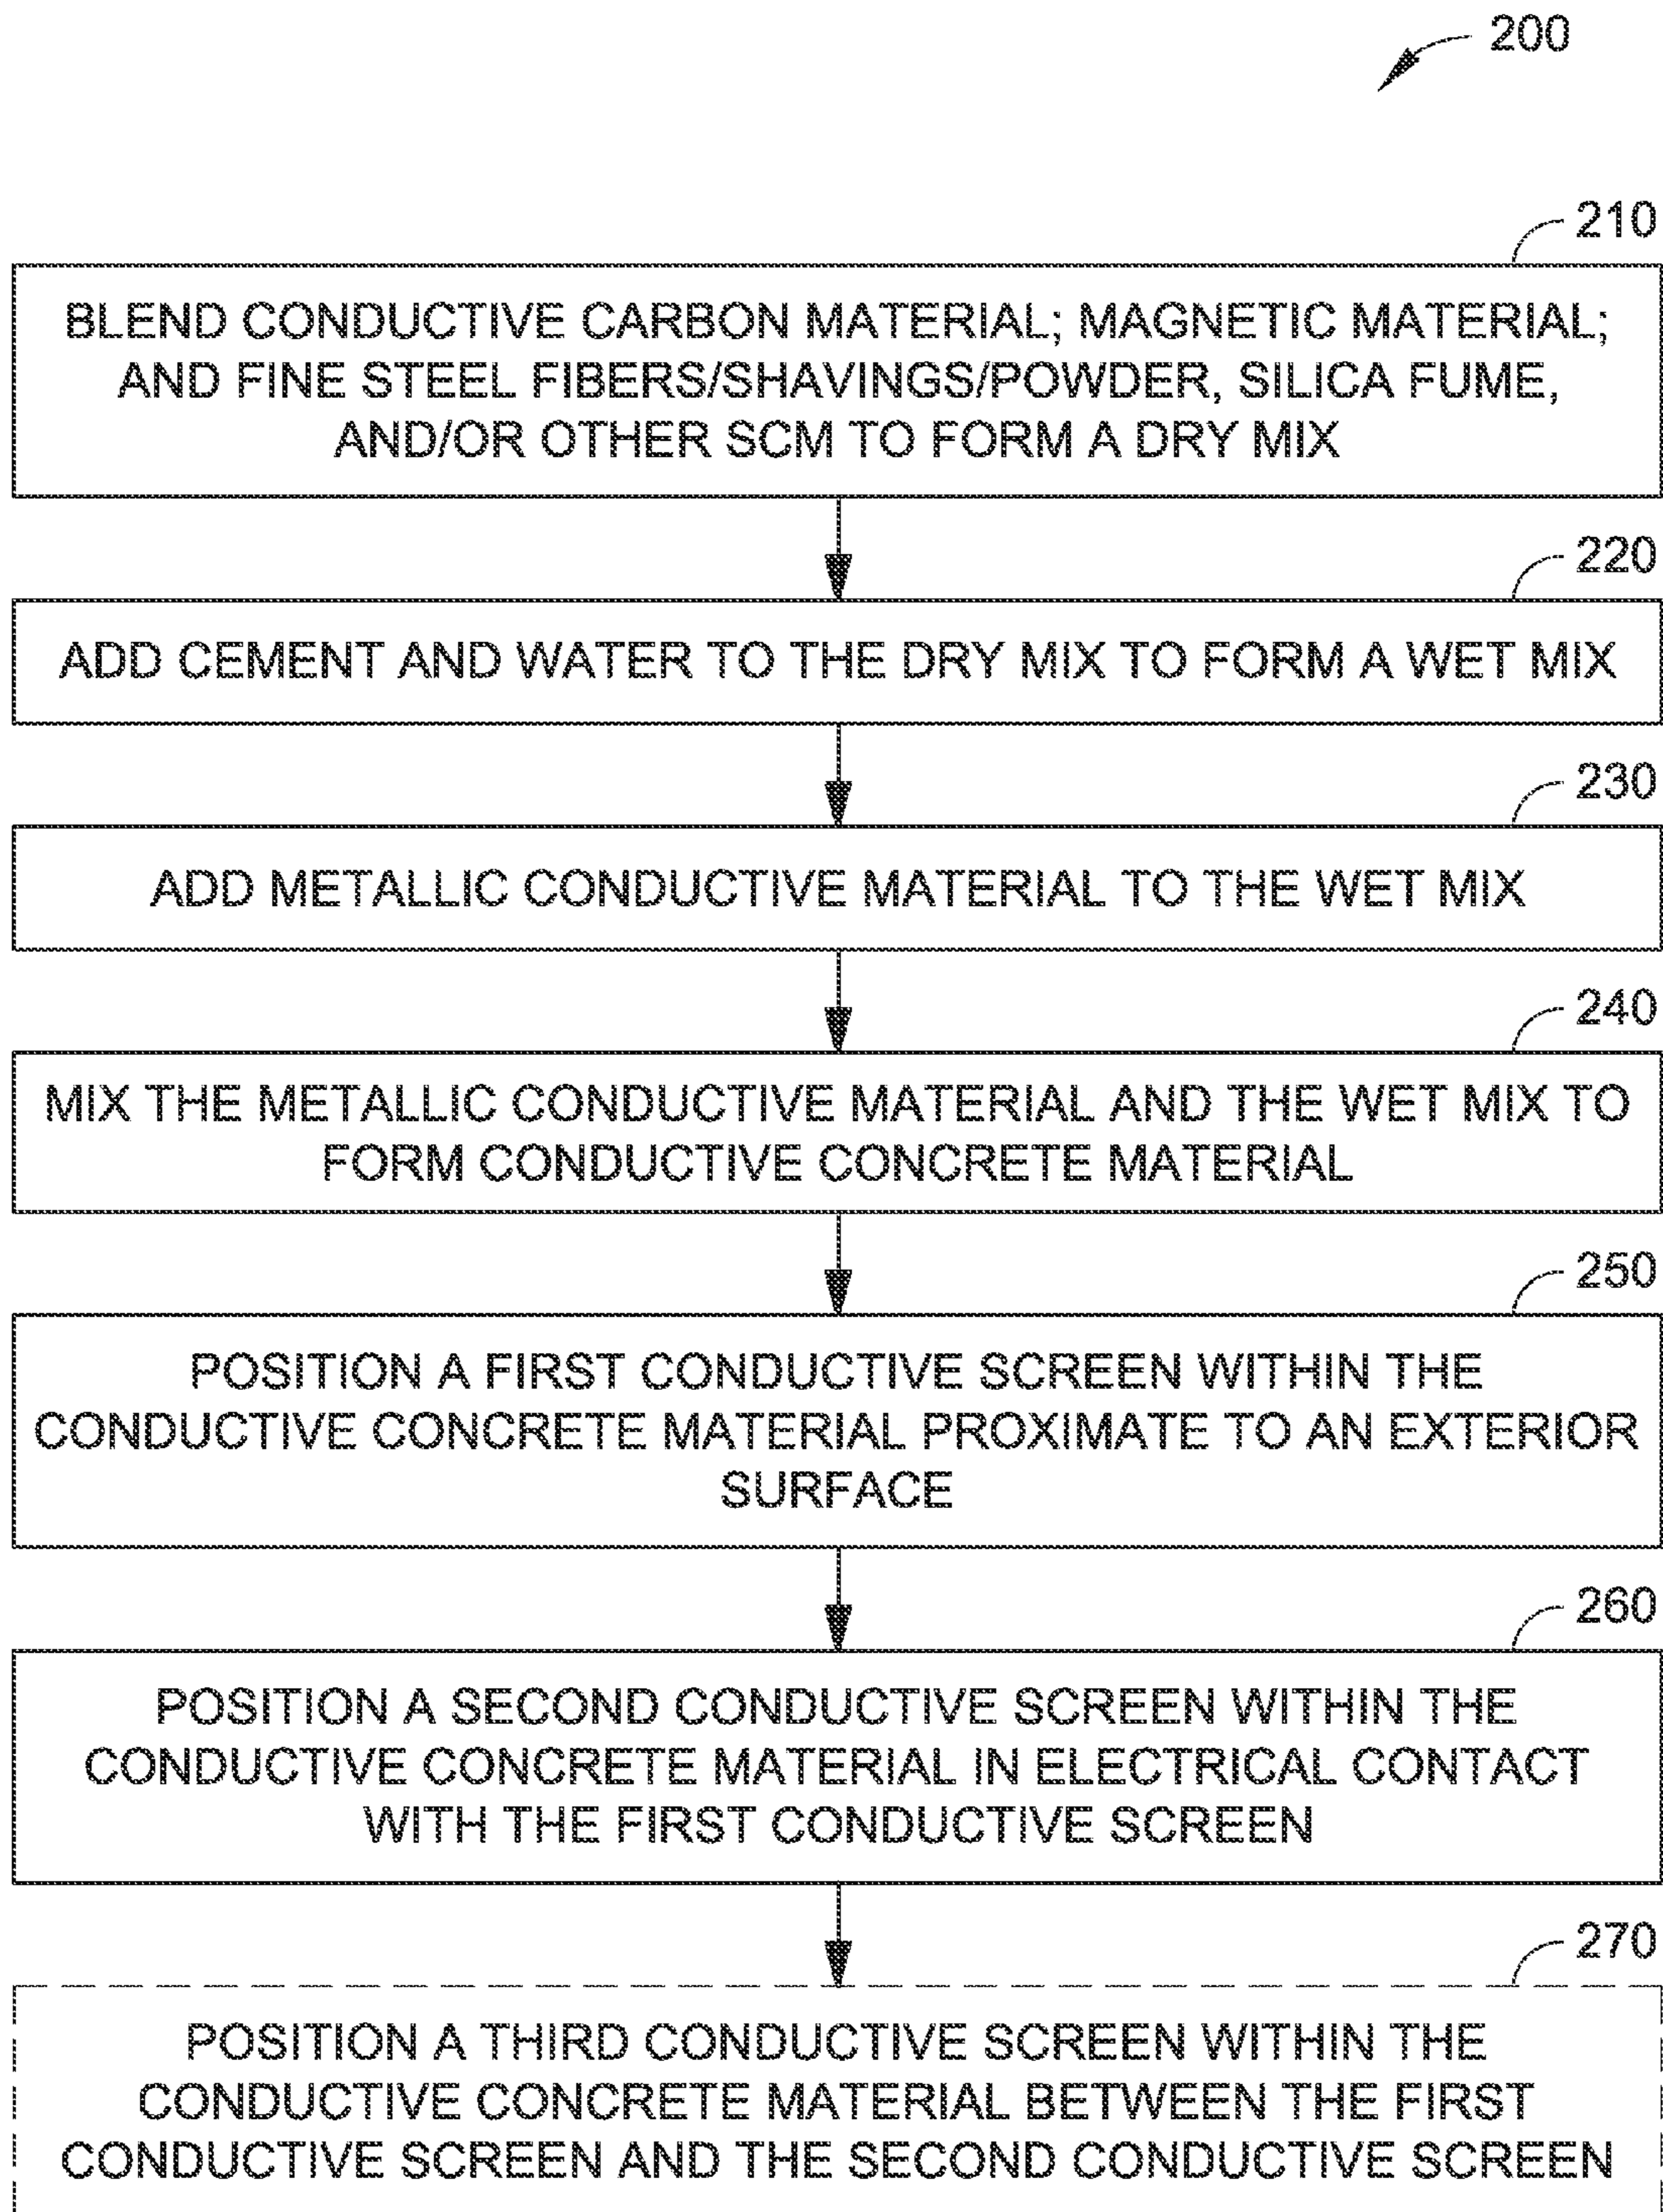 200
210
BLEND CONDUCTIVE CARBON MATERIAL; MAGNETIC MATERIAL;
AND FINE STEEL FIBERS/SHAVINGS/POWDER, SILICA FUME,
AND/OR OTHER SCM TO FORM A DRY MIX
220
ADD CEMENT AND WATER TO THE DRY MIX TO FORM A WET MIX
230
ADD METALLIC CONDUCTIVE MATERIAL TO THE WET MIX
240
MIX THE METALLIC CONDUCTIVE MATERIAL AND THE WET MIX TO
FORM CONDUCTIVE CONCRETE MATERIAL
250
POSITION A FIRST CONDUCTIVE SCREEN WITHIN THE
CONDUCTIVE CONCRETE MATERIAL PROXIMATE TO AN EXTERIOR
SURFACE
260
POSITION A SECOND CONDUCTIVE SCREEN WITHIN THE
CONDUCTIVE CONCRETE MATERIAL IN ELECTRICAL CONTACT
WITH THE FIRST CONDUCTIVE SCREEN
270
POSITION A THIRD CONDUCTIVE SCREEN WITHIN THE
CONDUCTIVE CONCRETE MATERIAL BETWEEN THE FIRST
CONDUCTIVE SCREEN AND THE SECOND CONDUCTIVE SCREEN